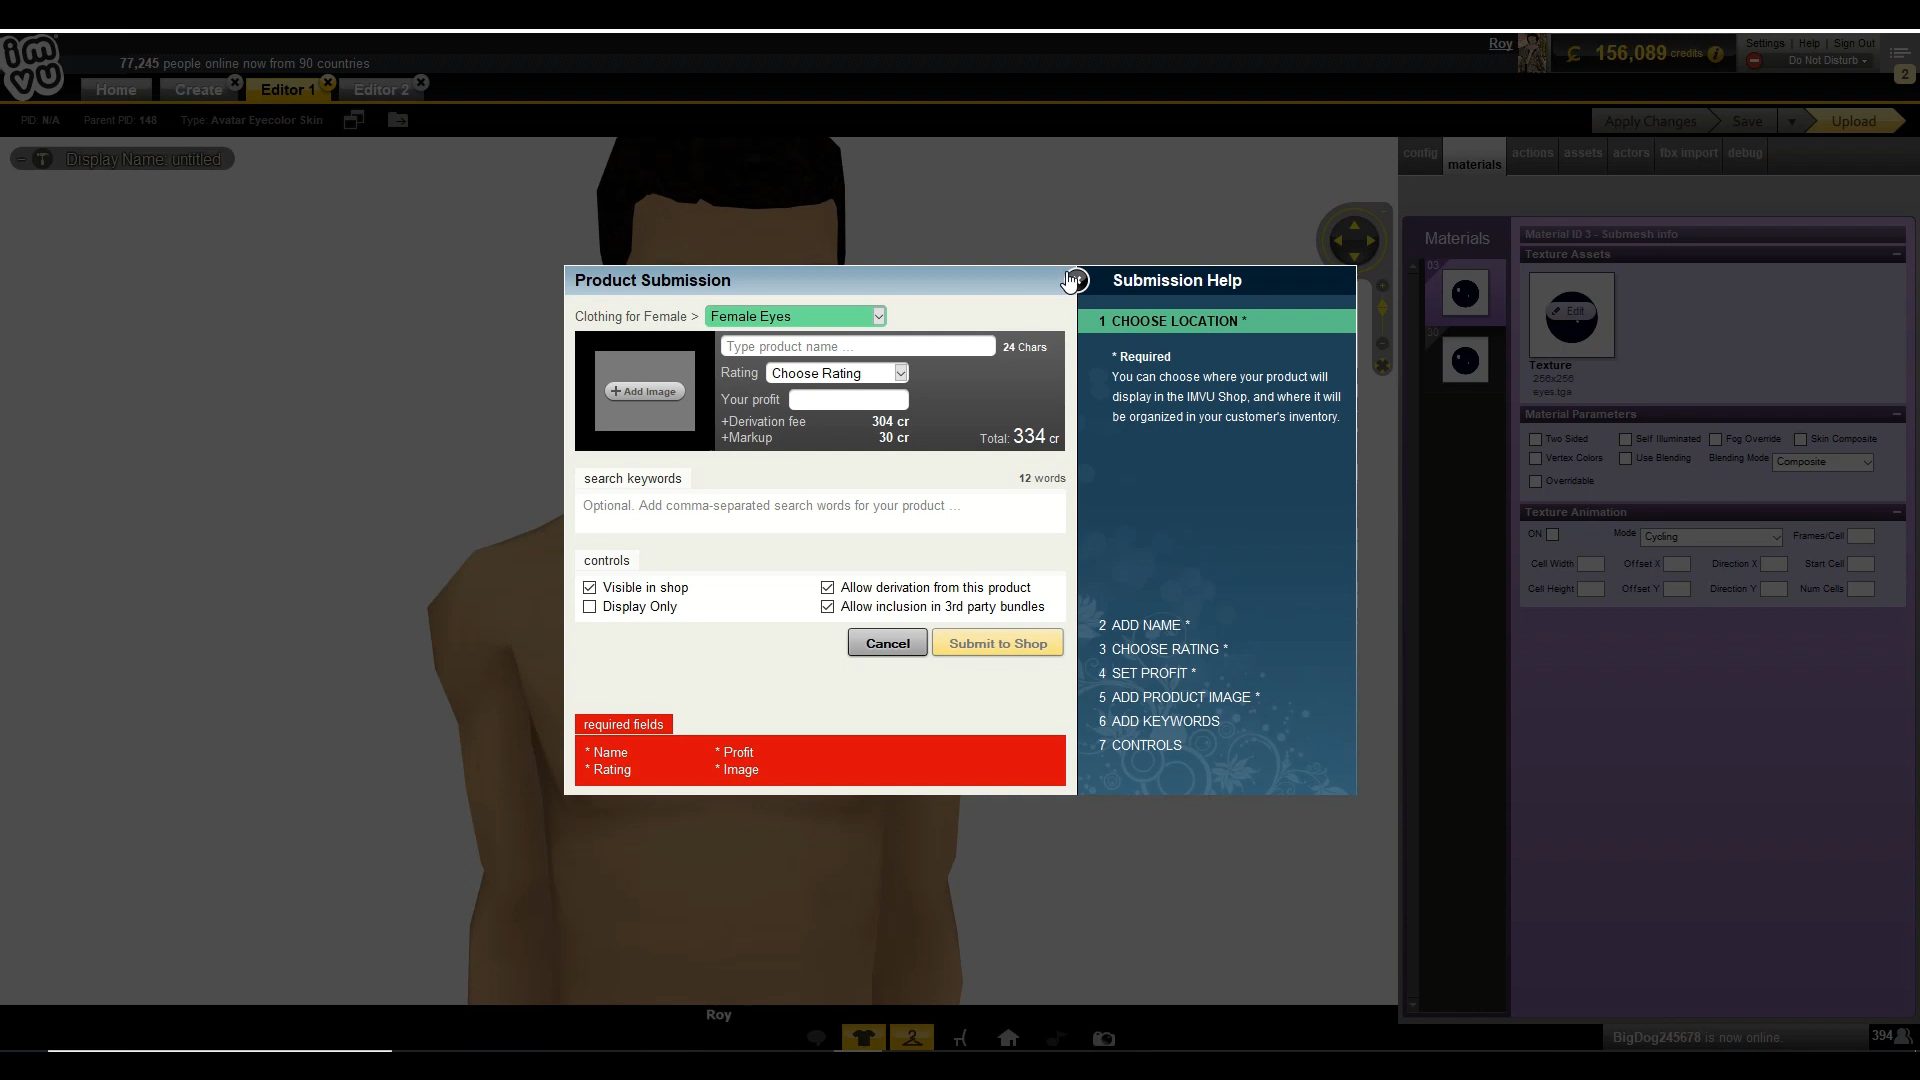 imvu
77,245 people online now from 90 countries
Roy
156,089 credits
Settings | Help | Sign Out
Do Not Disturb
2
Home
Create
Editor 1
Editor 2
PID: N/A
Parent PID: 148
Type: Avatar Eyecolor Skin
Apply Changes
Save
Upload
Display Name: untitled
config
materials
actions
assets
actors
fbx import
debug
Materials
03
30
Material ID 3 - Submesh info
Texture Assets
Edit
Texture
256x256
eyes.tga
Material Parameters
Two Sided
Self Illuminated
Fog Override
Skin Composite
Vertex Colors
Use Blending
Blending Mode
Composite
Overridable
Texture Animation
ON
Mode
Cycling
Frames/Cell
Cell Width
Offset X
Direction X
Start Cell
Cell Height
Offset Y
Direction Y
Num Cells
Product Submission
Clothing for Female >
Female Eyes
+ Add Image
Type product name ...
24 Chars
Rating
Choose Rating
Your profit
+Derivation fee
304 cr
+Markup
30 cr
Total: 334 cr
search keywords
12 words
Optional. Add comma-separated search words for your product ...
controls
Visible in shop
Allow derivation from this product
Display Only
Allow inclusion in 3rd party bundles
Cancel
Submit to Shop
required fields
* Name
* Profit
* Rating
* Image
Submission Help
1 CHOOSE LOCATION *
* Required
You can choose where your product will
display in the IMVU Shop, and where it will
be organized in your customer's inventory.
2 ADD NAME *
3 CHOOSE RATING *
4 SET PROFIT *
5 ADD PRODUCT IMAGE *
6 ADD KEYWORDS
7 CONTROLS
Roy
BigDog245678 is now online.
394